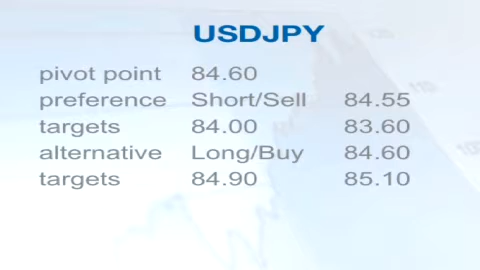 USDJPY
pivot point 84.60
preference Short/Sell 84.55
targets 84.00 83.60
alternative Long/Buy 84.60
targets 84.90 85.10